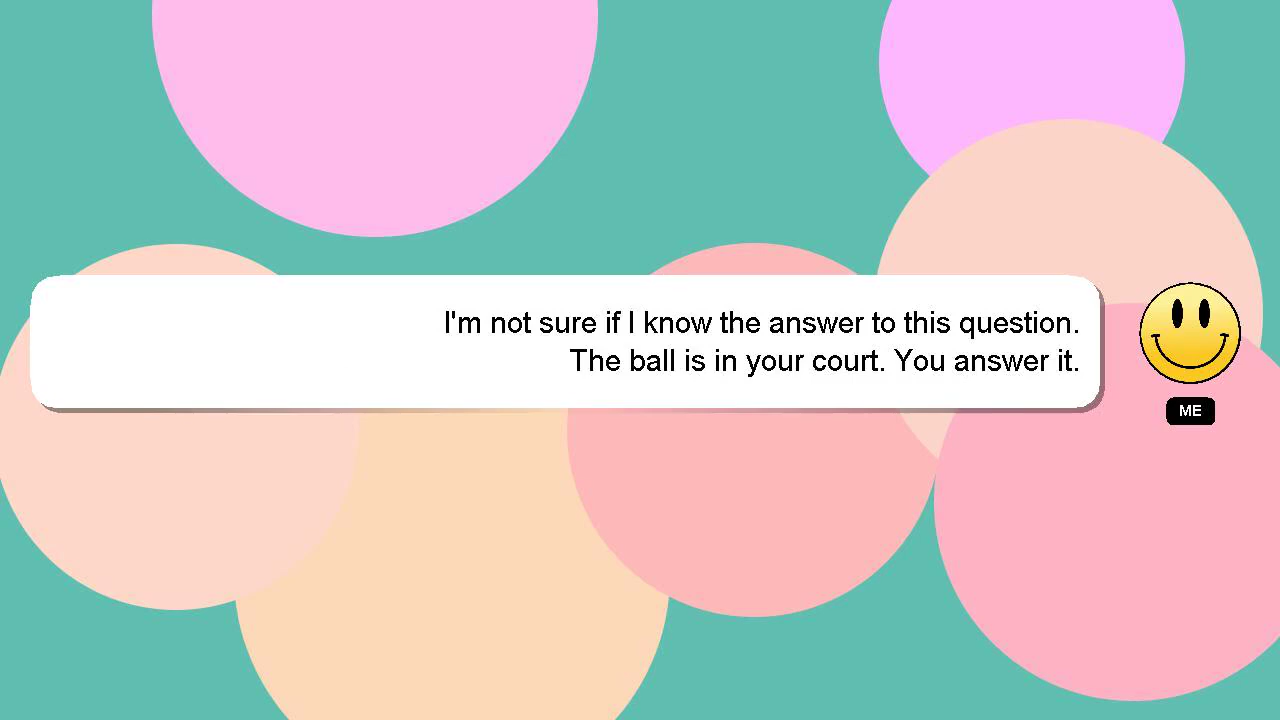 I'm not sure if I know the answer to this question.
The ball is in your court. You answer it.
ME